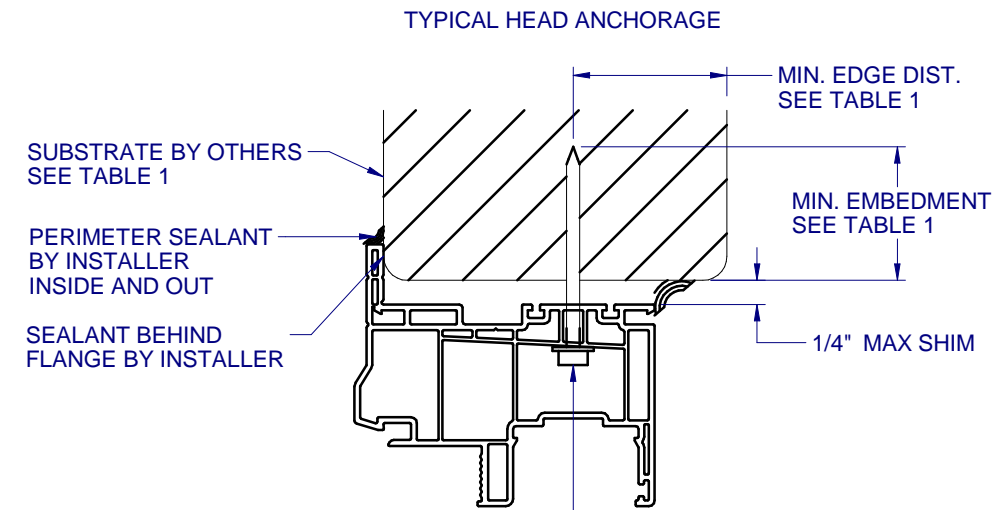 TYPICAL HEAD ANCHORAGE
MIN. EDGE DIST.
SEE TABLE 1
SUBSTRATE BY OTHERS
SEE TABLE 1
MIN. EMBEDMENT
SEE TABLE 1
PERIMETER SEALANT
BY INSTALLER
INSIDE AND OUT
SEALANT BEHIND
FLANGE BY INSTALLER
1/4" MAX SHIM